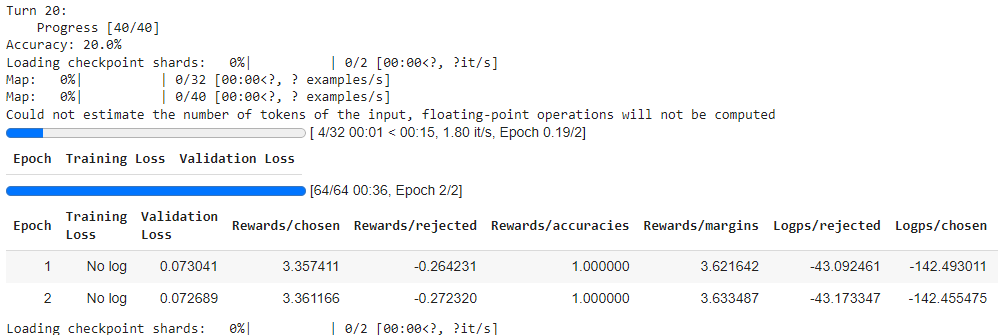 Turn 20:
Progress [40/40]
Accuracy: 20.0%
Loading checkpoint shards:   0%|          | 0/2 [00:00<?, ?it/s]
Map:   0%|          | 0/32 [00:00<?, ? examples/s]
Map:   0%|          | 0/40 [00:00<?, ? examples/s]
Could not estimate the number of tokens of the input, floating-point operations will not be computed
[ 4/32 00:01 < 00:15, 1.80 it/s, Epoch 0.19/2]
Epoch Training Loss Validation Loss
[64/64 00:36, Epoch 2/2]
Epoch Training Loss Validation Loss Rewards/chosen Rewards/rejected Rewards/accuracies Rewards/margins Logps/rejected Logps/chosen
1 No log 0.073041 3.357411 -0.264231 1.000000 3.621642 -43.092461 -142.493011
2 No log 0.072689 3.361166 -0.272320 1.000000 3.633487 -43.173347 -142.455475
Loading checkpoint shards:   0%|          | 0/2 [00:00<?, ?it/s]